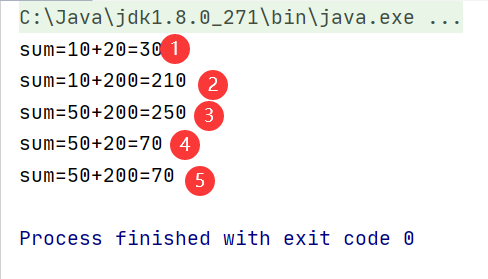 C:\Java\jdk1.8.0_271\bin\java.exe ...
sum=10+20=30 1
sum=10+200=210 2
sum=50+200=250 3
sum=50+20=70 4
sum=50+200=70 5
Process finished with exit code 0